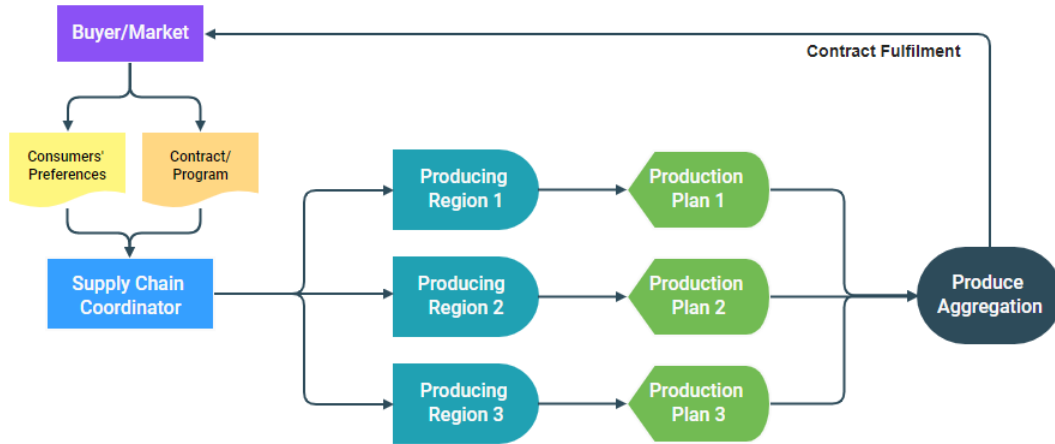 Buyer/Market
Contract Fulfilment
Consumers'
Preferences
Contract/
Program
Producing
Region 1
Production
Plan 1
Supply Chain
Coordinator
Producing
Region 2
Production
Plan 2
Produce
Aggregation
Producing
Region 3
Production
Plan 3